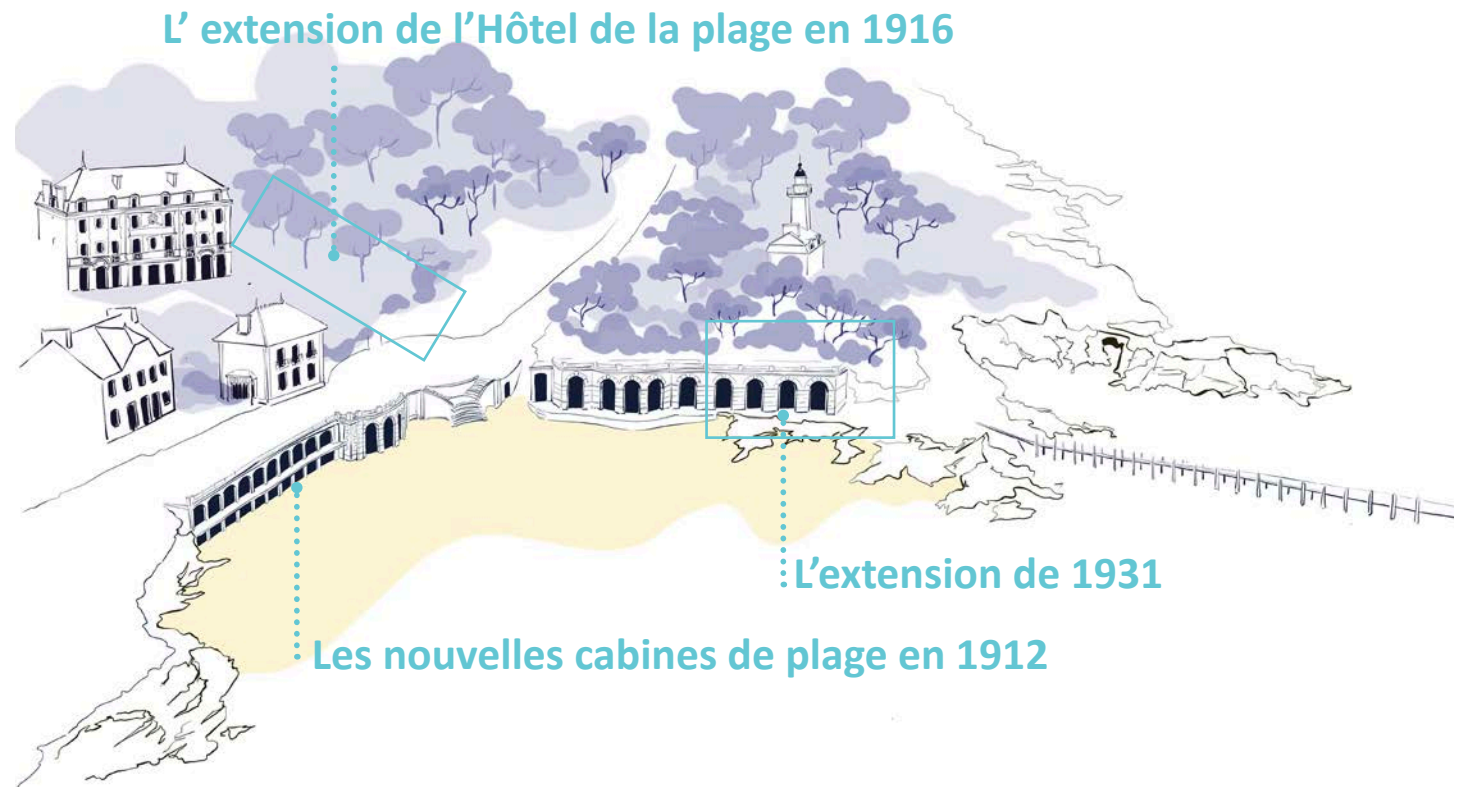 L’ extension de l’Hôtel de la plage en 1916
L’extension de 1931
Les nouvelles cabines de plage en 1912